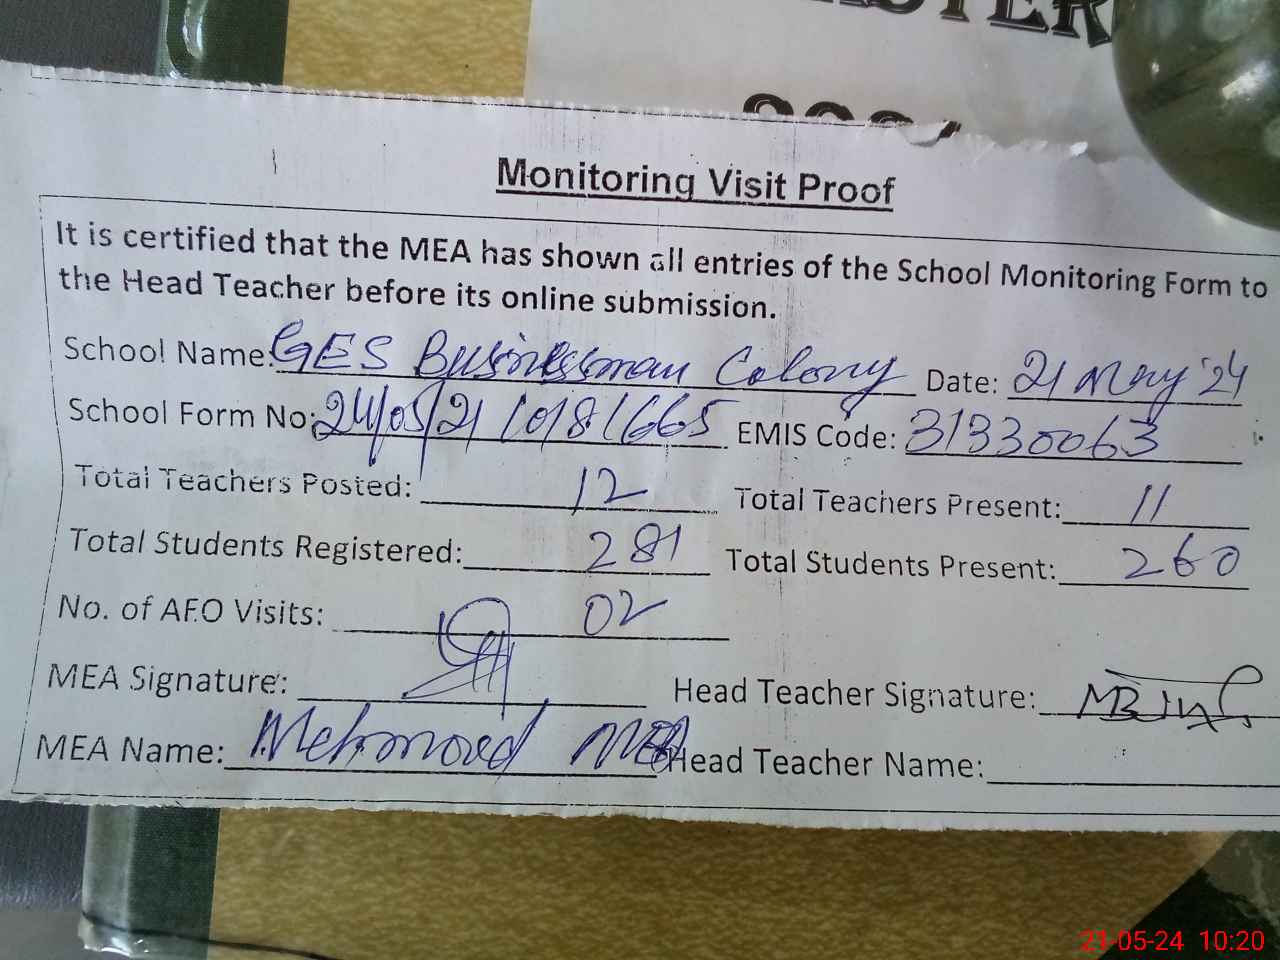 Monitoring Visit Proof
It is certified that the MEA has shown all entries of the School Monitoring Form to
the Head Teacher before its online submission.
School Name: GES Businessman Colony Date: 21 May '24
School Form No: 24/05/21/0181665 EMIS Code: 31330063
Total Teachers Posted: 12 Total Teachers Present: 11
Total Students Registered: 281 Total Students Present: 260
No. of AEO Visits: 02
MEA Signature: Head Teacher Signature:
MEA Name: Mehmood MEA Head Teacher Name:
21-05-24 10:20